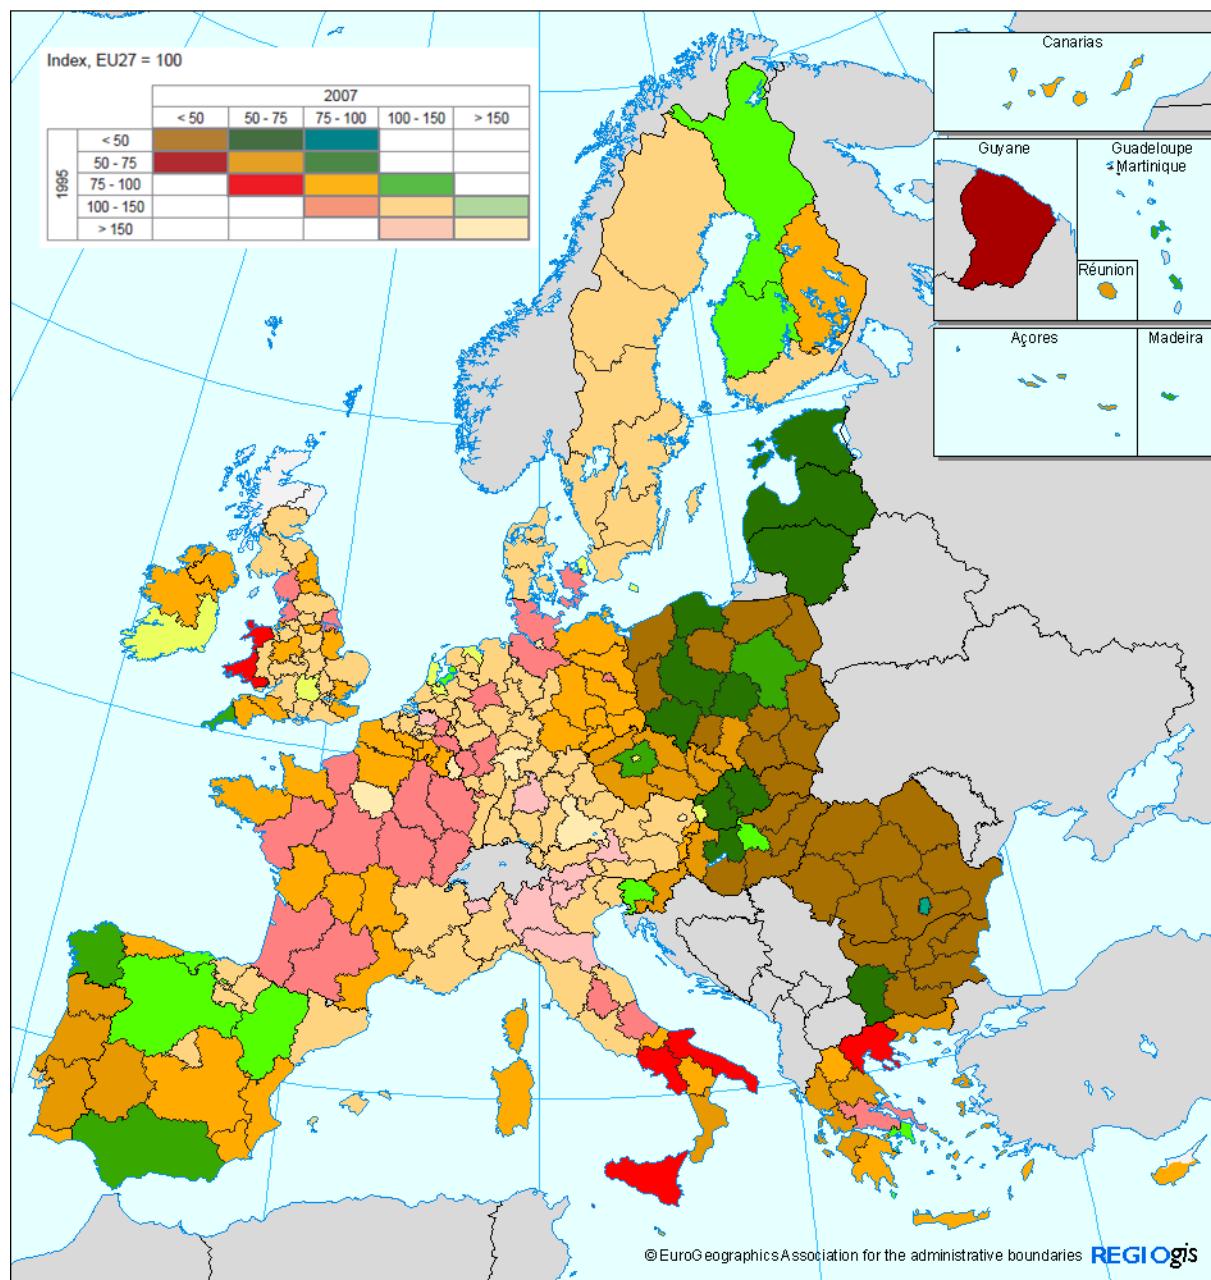 Index, EU27 = 100
2007
< 50 50 - 75 75 - 100 100 - 150 > 150
1995
< 50
50 - 75
75 - 100
100 - 150
> 150
Canarias
Guyane
Guadeloupe
Martinique
Réunion
Açores
Madeira
© EuroGeographics Association for the administrative boundaries REGIOgis